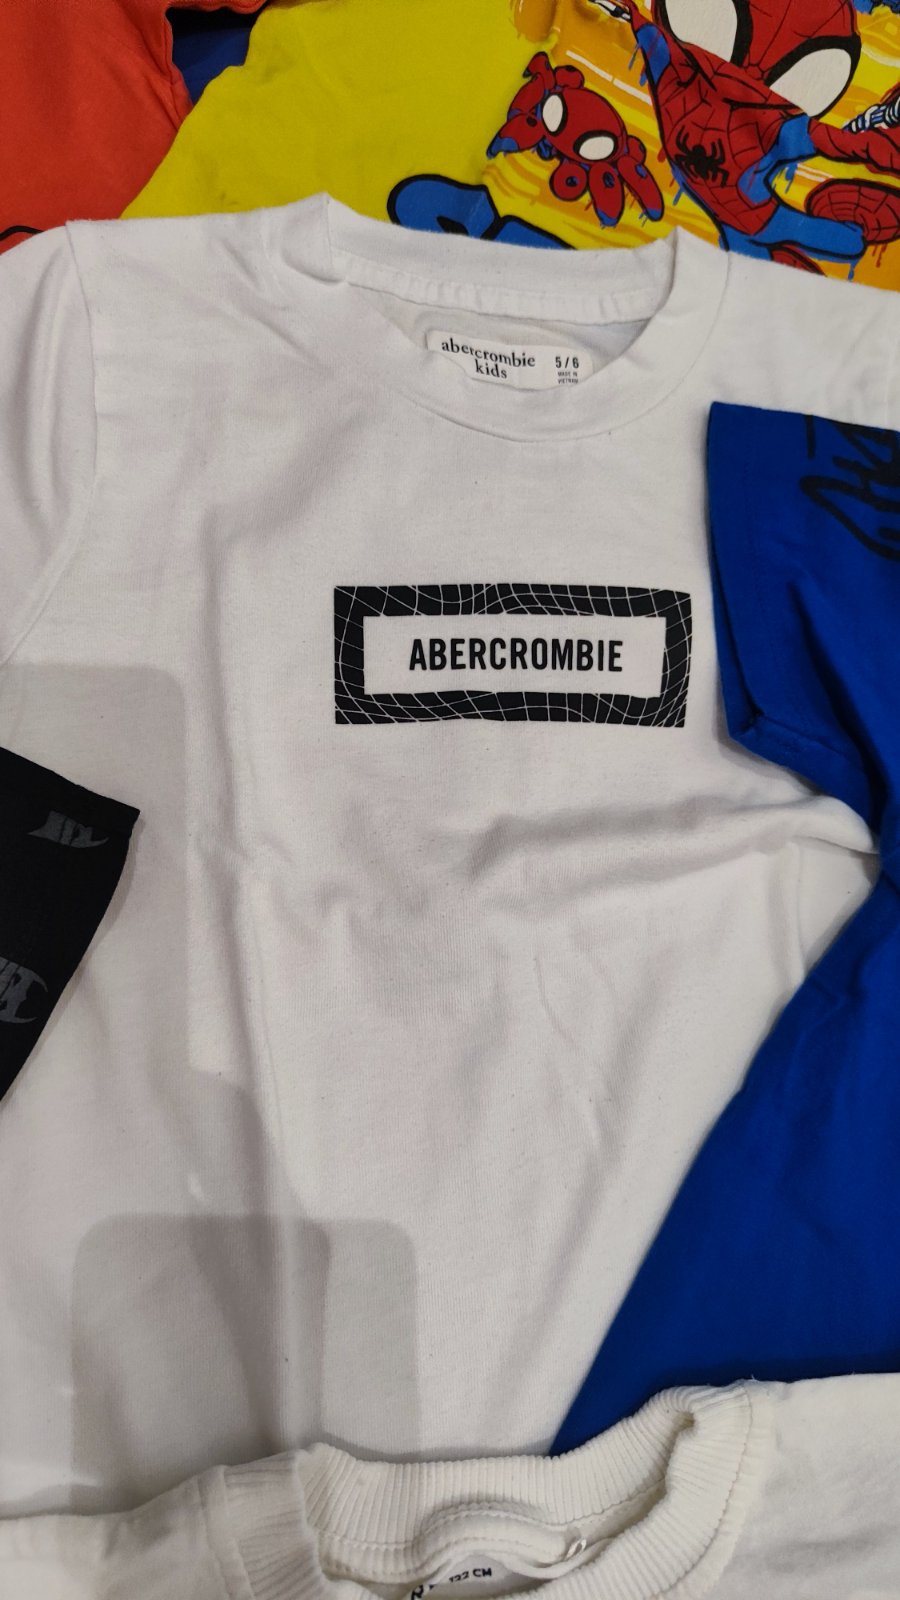 abercrombie
kids
5 / 6
MADE IN
VIETNAM
ABERCROMBIE
122 CM